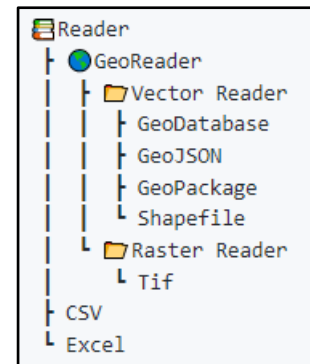 Reader
GeoReader
Vector Reader
GeoDatabase
GeoJSON
GeoPackage
Shapefile
Raster Reader
Tif
CSV
Excel